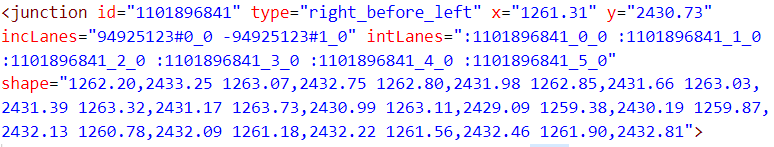 <junction id="1101896841" type="right_before_left" x="1261.31" y="2430.73"
incLanes="94925123#0_0 -94925123#1_0" intLanes=":1101896841_0_0 :1101896841_1_0
:1101896841_2_0 :1101896841_3_0 :1101896841_4_0 :1101896841_5_0"
shape="1262.20,2433.25 1263.07,2432.75 1262.80,2431.98 1262.85,2431.66 1263.03,
2431.39 1263.32,2431.17 1263.73,2430.99 1263.11,2429.09 1259.38,2430.19 1259.87,
2432.13 1260.78,2432.09 1261.18,2432.22 1261.56,2432.46 1261.90,2432.81">